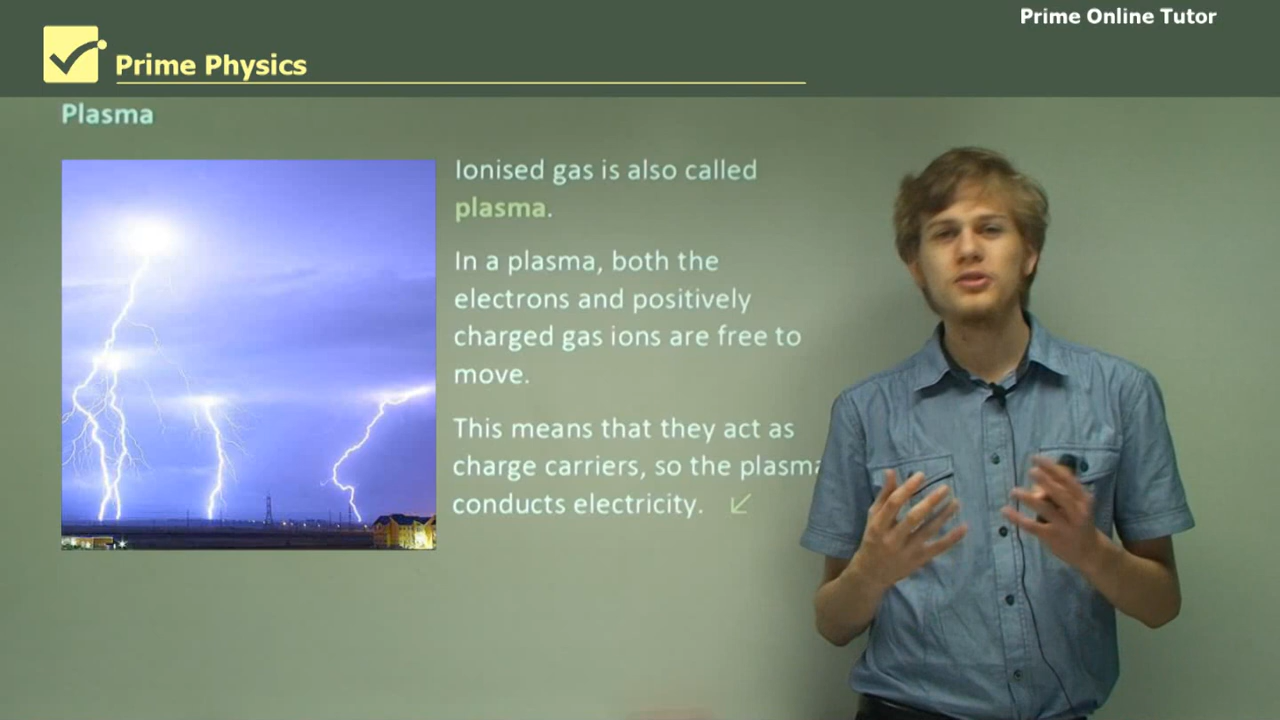 Prime Online Tutor
Prime Physics
Plasma
Ionised gas is also called
plasma.
In a plasma, both the
electrons and positively
charged gas ions are free to
move.
This means that they act as
charge carriers, so the plasma
conducts electricity.